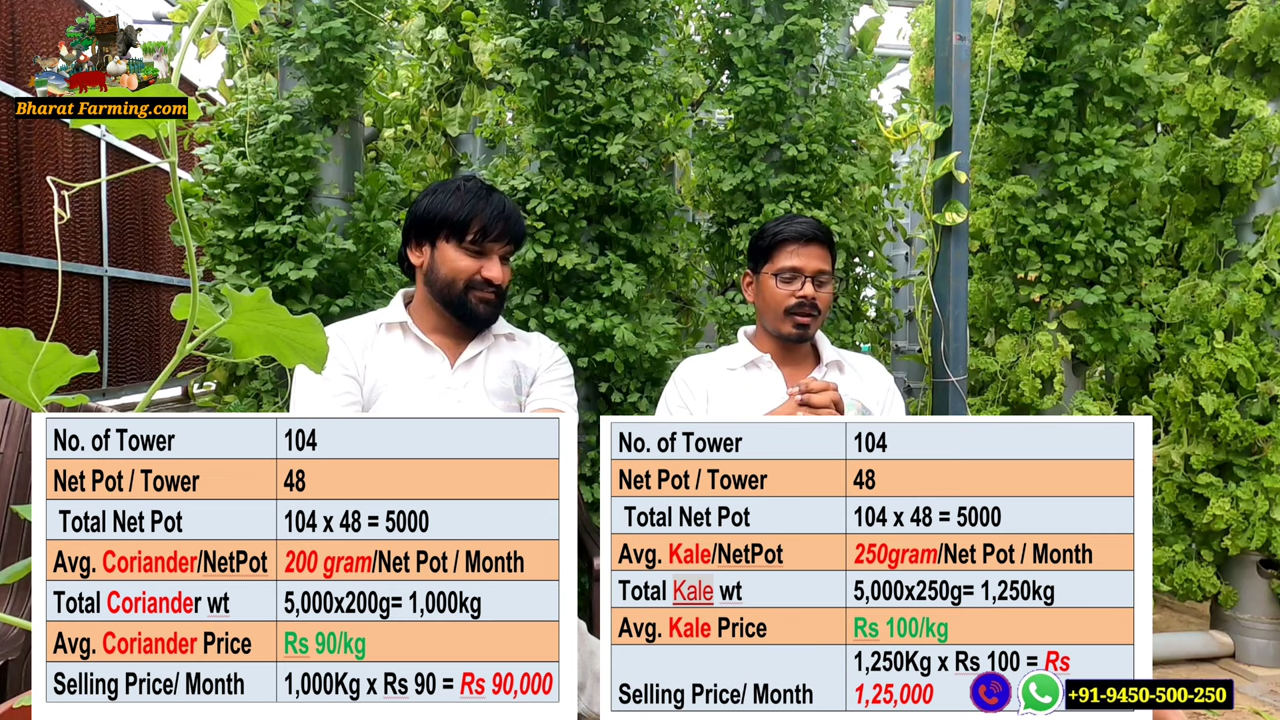 Bharat Farming.com
No. of Tower 104
Net Pot / Tower 48
Total Net Pot 104 x 48 = 5000
Avg. Coriander/NetPot 200 gram/Net Pot / Month
Total Coriander wt 5,000x200g= 1,000kg
Avg. Coriander Price Rs 90/kg
Selling Price/ Month 1,000Kg x Rs 90 = Rs 90,000
No. of Tower 104
Net Pot / Tower 48
Total Net Pot 104 x 48 = 5000
Avg. Kale/NetPot 250gram/Net Pot / Month
Total Kale wt 5,000x250g= 1,250kg
Avg. Kale Price Rs 100/kg
1,250Kg x Rs 100 = Rs
Selling Price/ Month 1,25,000
+91-9450-500-250